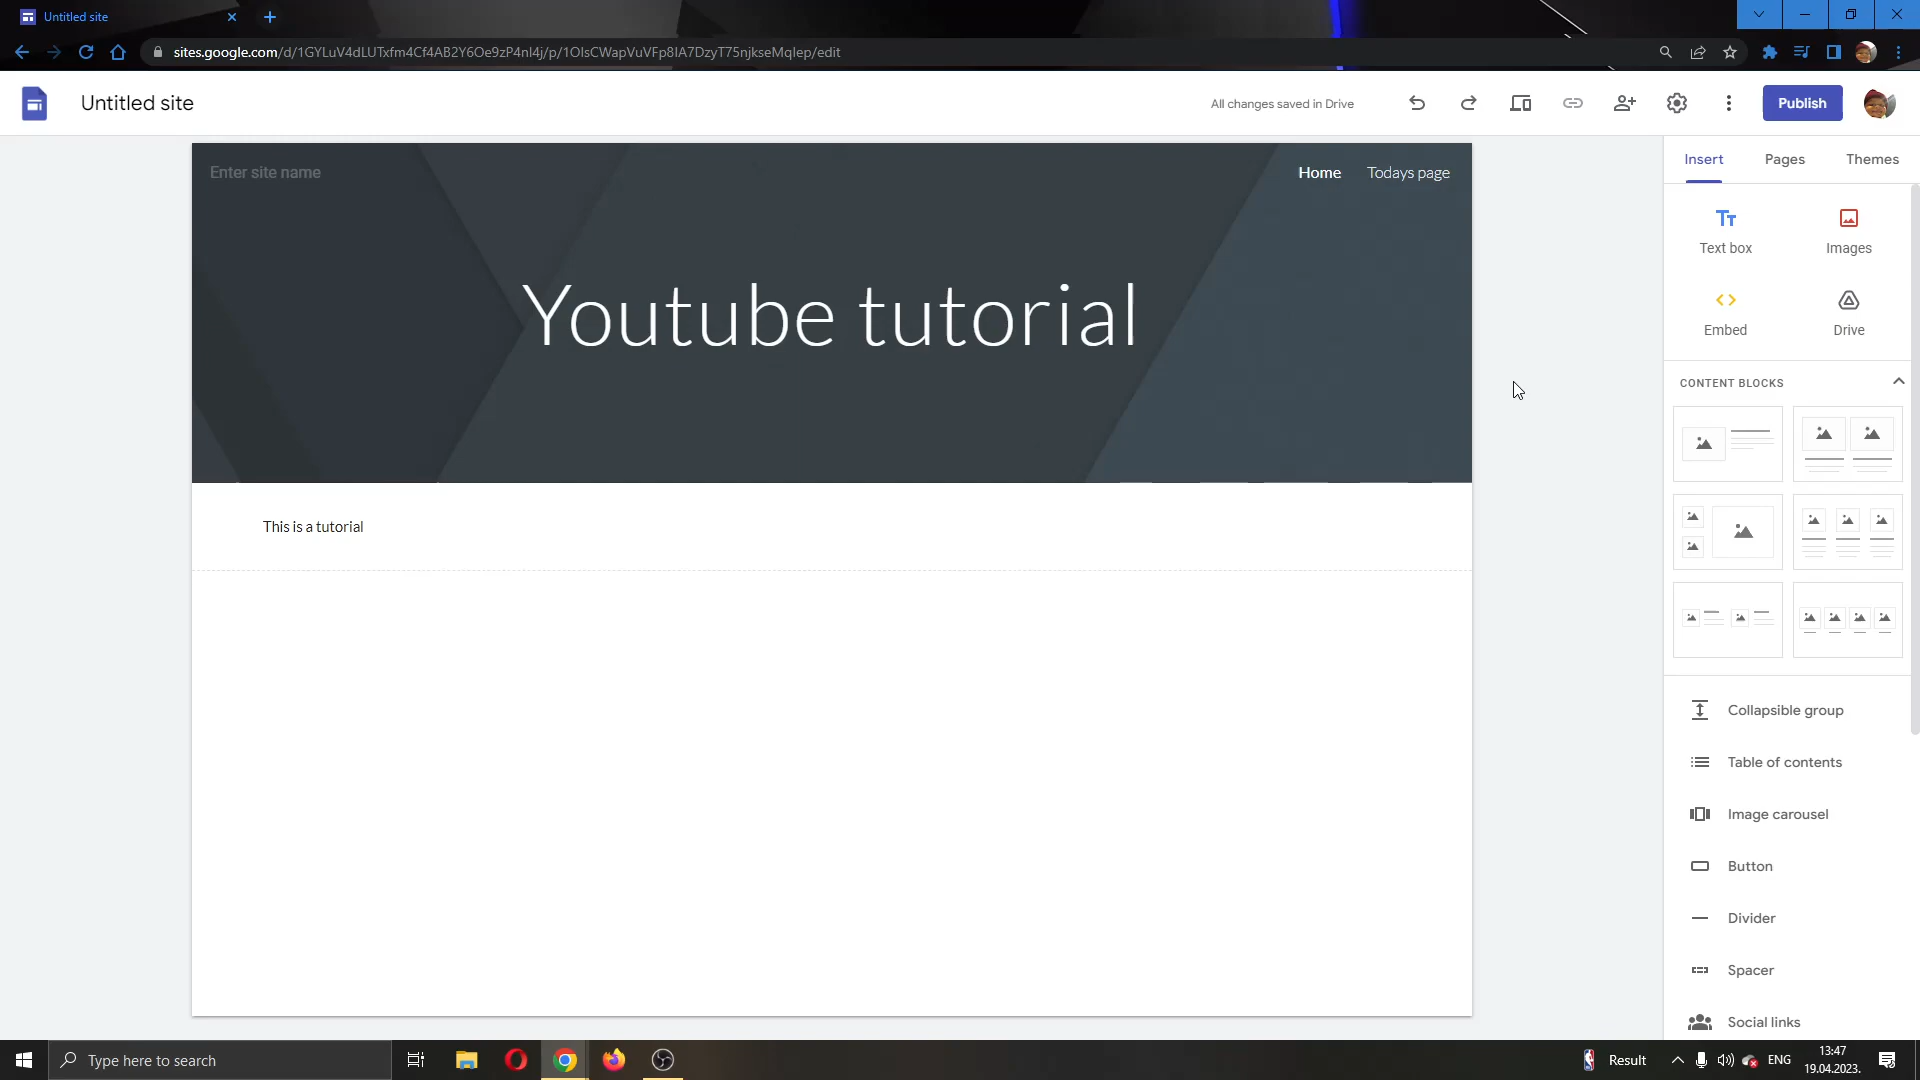 Untitled site
sites.google.com/d/1GYLuV4dLUTxfm4Cf4AB2Y6Oe9zP4nl4j/p/1OIsCWapVuVFp8IA7DzyT75njkseMqlep/edit
Untitled site
All changes saved in Drive
Publish
Enter site name
Home
Todays page
Youtube tutorial
This is a tutorial
Insert
Pages
Themes
Text box
Images
Embed
Drive
CONTENT BLOCKS
Collapsible group
Table of contents
Image carousel
Button
Divider
Spacer
Social links
Type here to search
Result
ENG
13:47
19.04.2023.